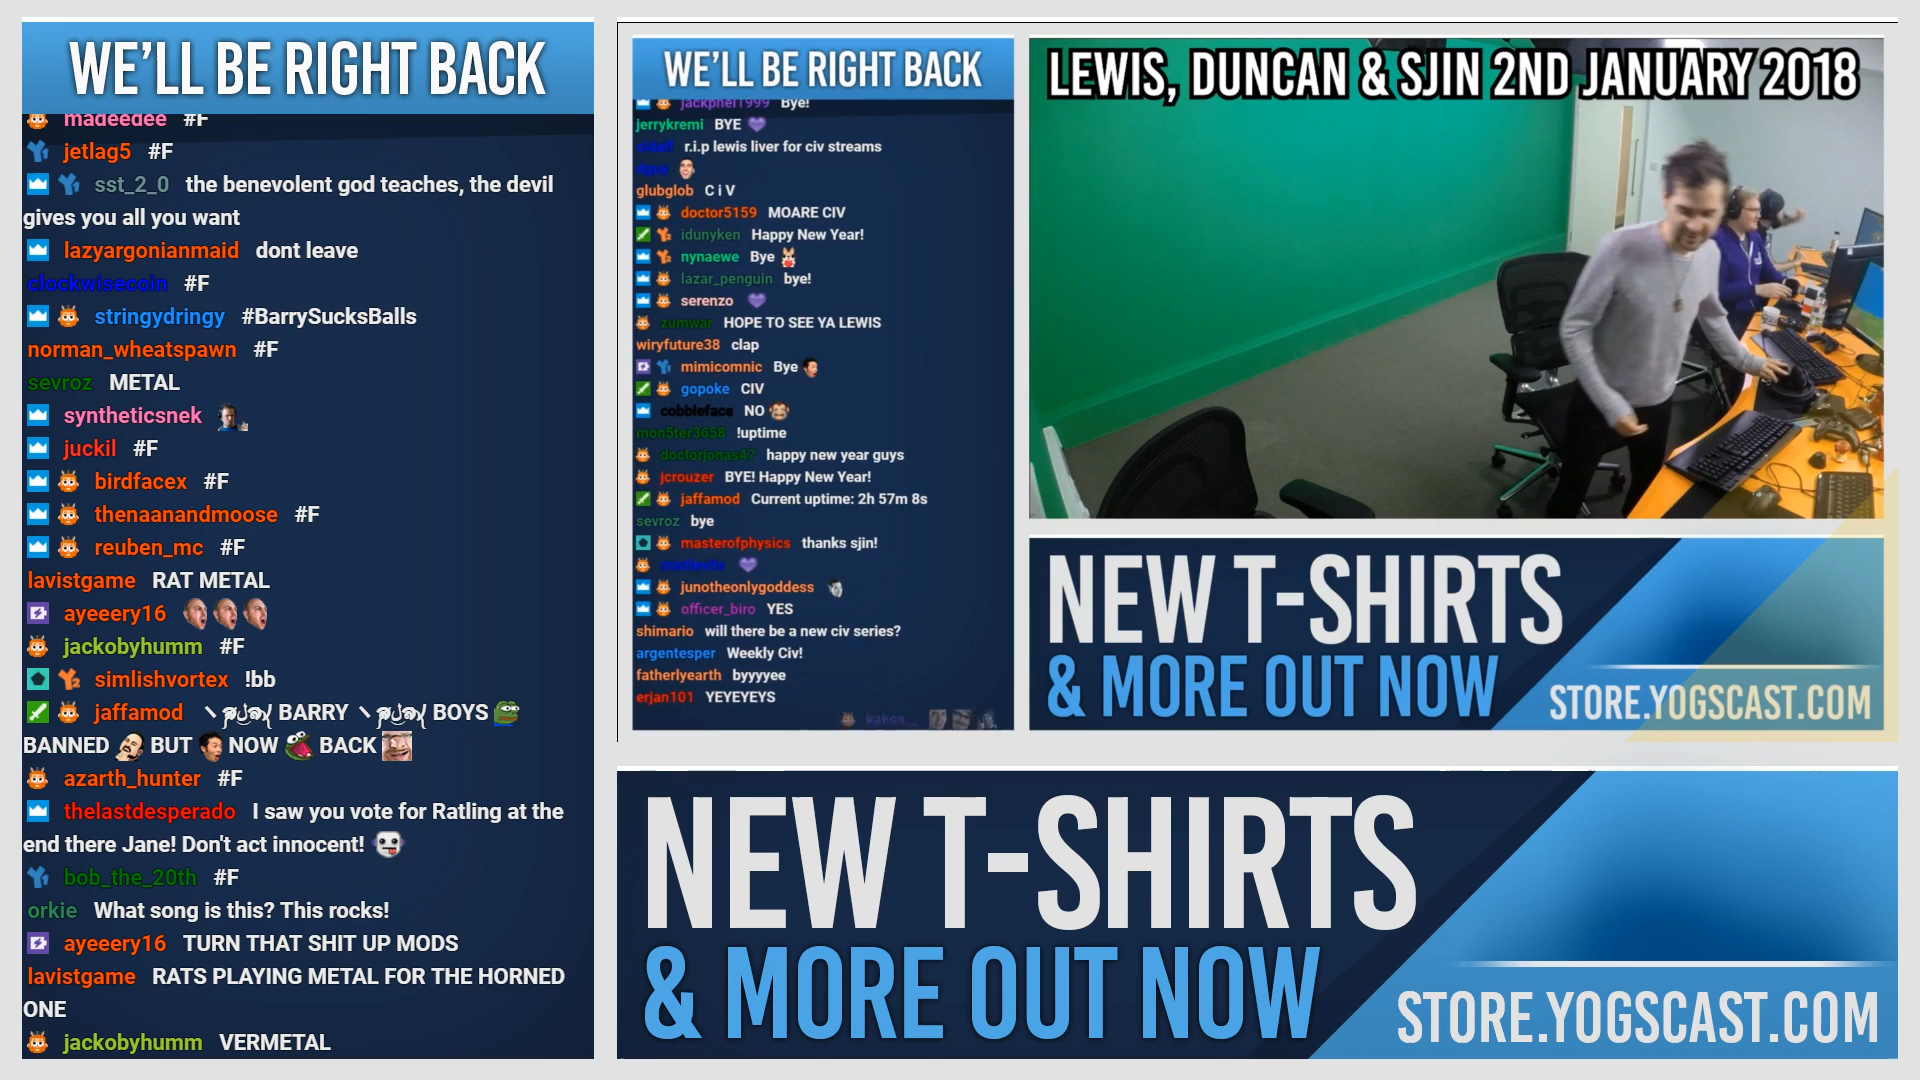 WE'LL BE RIGHT BACK
madeedee #F
jetlag5 #F
sst_2_0 the benevolent god teaches, the devil
gives you all you want
lazyargonianmaid dont leave
clockwisecoin #F
stringydringy #BarrySucksBalls
norman_wheatspawn #F
sevroz METAL
syntheticsnek
juckil #F
birdfacex #F
thenaanandmoose #F
reuben_mc #F
lavistgame RAT METAL
ayeeery16
jackobyhumm #F
simlishvortex !bb
jaffamod BARRY BOYS
BANNED BUT NOW BACK
azarth_hunter #F
thelastdesperado I saw you vote for Ratling at the
end there Jane! Don't act innocent!
bob_the_20th #F
orkie What song is this? This rocks!
ayeeery16 TURN THAT SHIT UP MODS
lavistgame RATS PLAYING METAL FOR THE HORNED
ONE
jackobyhumm VERMETAL
WE'LL BE RIGHT BACK
Bye!
jerrykremi BYE
r.i.p lewis liver for civ streams
glubglob C i V
doctor5159 MOARE CIV
idunyken Happy New Year!
nynaewe Bye
lazar_penguin bye!
serenzo
zumwar HOPE TO SEE YA LEWIS
wiryfuture38 clap
mimicomnic Bye
gopoke CIV
cobbleface NO
mon5ter3658 !uptime
doctorjonas47 happy new year guys
jcrouzer BYE! Happy New Year!
jaffamod Current uptime: 2h 57m 8s
sevroz bye
masterofphysics thanks sjin!
junotheonlygoddess
officer_biro YES
shimario will there be a new civ series?
argentesper Weekly Civ!
fatherlyearth byyyyee
erjan101 YEYEYEYS
LEWIS, DUNCAN & SJIN 2ND JANUARY 2018
NEW T-SHIRTS
& MORE OUT NOW
STORE.YOGSCAST.COM
NEW T-SHIRTS
& MORE OUT NOW
STORE.YOGSCAST.COM